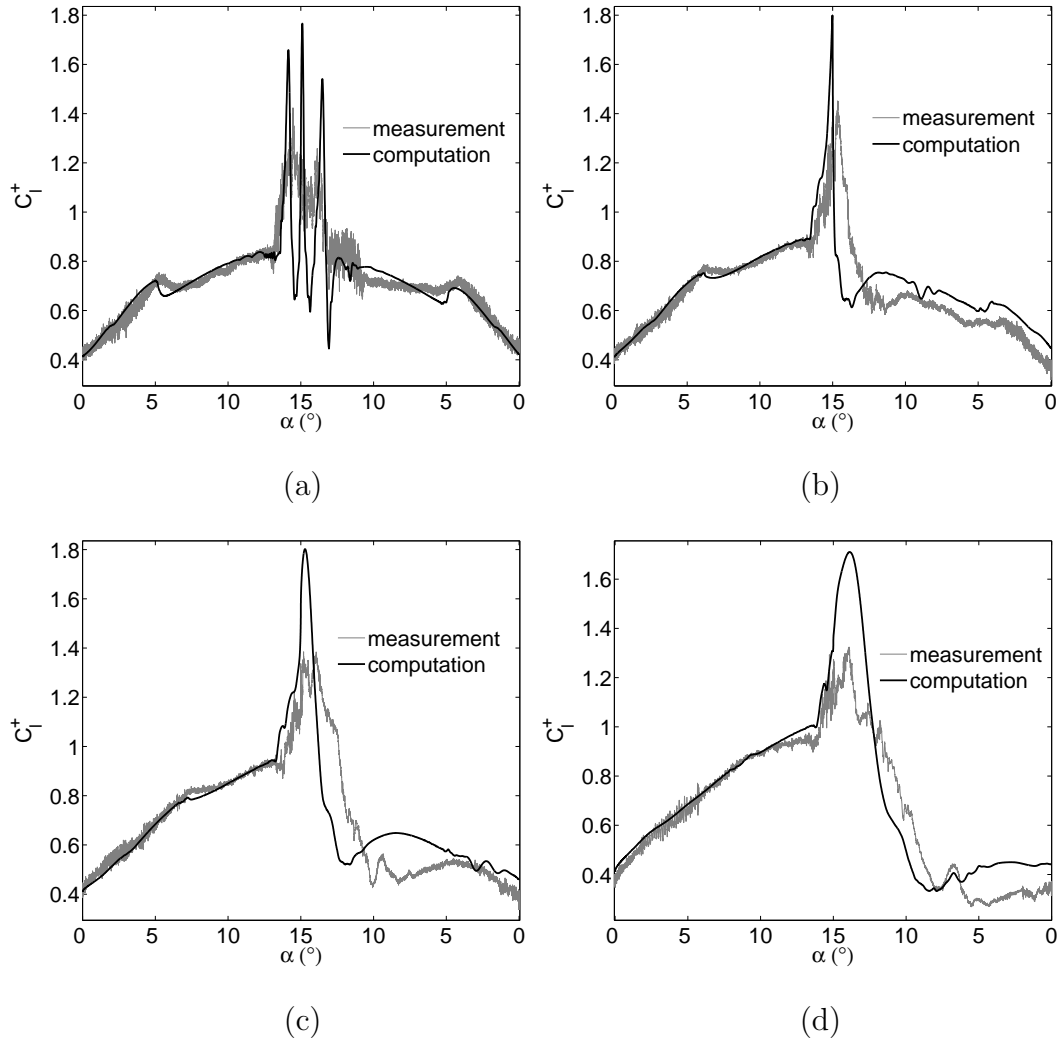 1.8
1.6
1.4
1.2
1
0.8
0.6
0.4
C_l^+
measurement
computation
0 5 10 15 10 5 0
α (°)
(a)
1.8
1.6
1.4
1.2
1
0.8
0.6
0.4
C_l^+
measurement
computation
0 5 10 15 10 5 0
α (°)
(b)
1.8
1.6
1.4
1.2
1
0.8
0.6
0.4
C_l^+
measurement
computation
0 5 10 15 10 5 0
α (°)
(c)
1.6
1.4
1.2
1
0.8
0.6
0.4
C_l^+
measurement
computation
0 5 10 15 10 5 0
α (°)
(d)